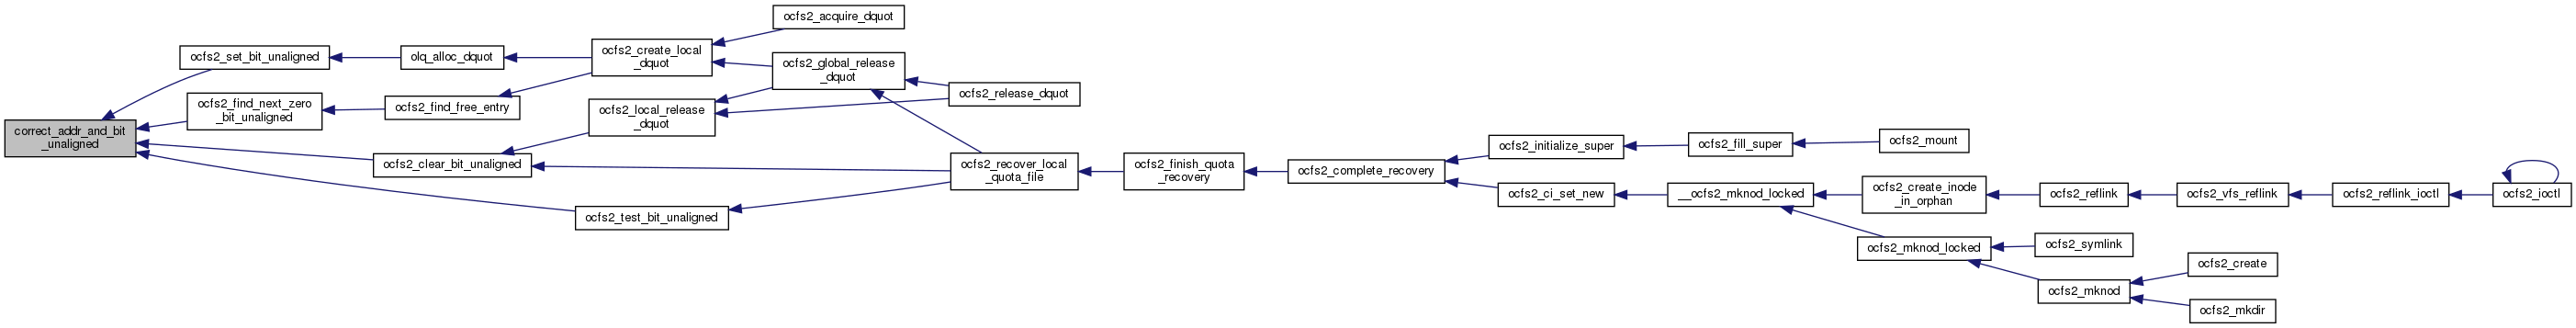 correct_addr_and_bit
_unaligned
ocfs2_set_bit_unaligned
olq_alloc_dquot
ocfs2_find_next_zero
_bit_unaligned
ocfs2_find_free_entry
ocfs2_create_local
_dquot
ocfs2_acquire_dquot
ocfs2_global_release
_dquot
ocfs2_local_release
_dquot
ocfs2_release_dquot
ocfs2_clear_bit_unaligned
ocfs2_test_bit_unaligned
ocfs2_recover_local
_quota_file
ocfs2_finish_quota
_recovery
ocfs2_complete_recovery
ocfs2_initialize_super
ocfs2_fill_super
ocfs2_mount
ocfs2_ci_set_new
__ocfs2_mknod_locked
ocfs2_create_inode
_in_orphan
ocfs2_reflink
ocfs2_vfs_reflink
ocfs2_reflink_ioctl
ocfs2_ioctl
ocfs2_mknod_locked
ocfs2_symlink
ocfs2_mknod
ocfs2_create
ocfs2_mkdir